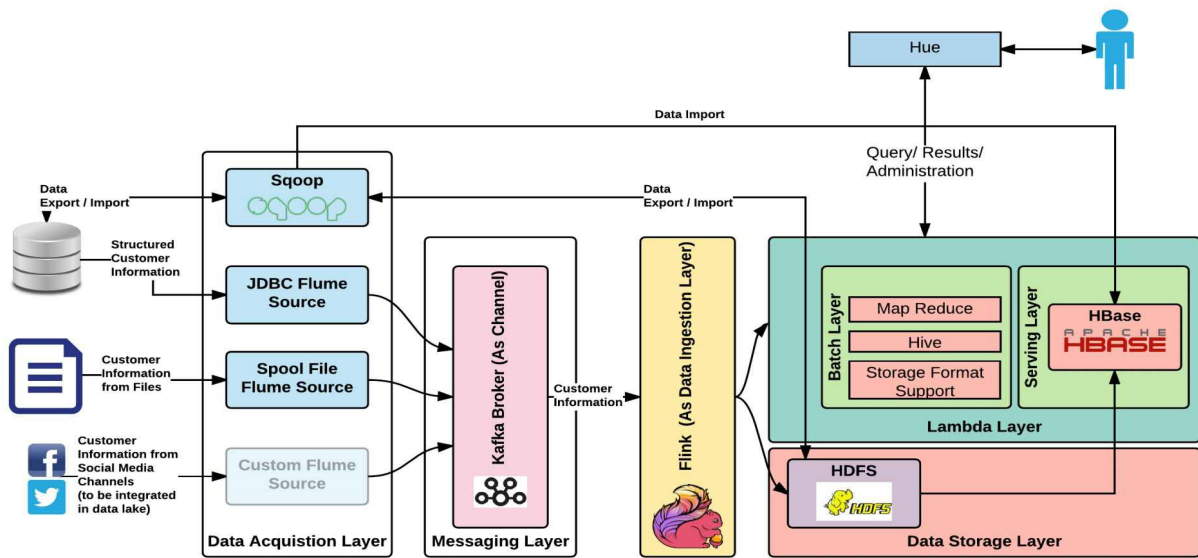 Hue
Data Import
Query/ Results/
Administration
Sqoop
sqoop
Data
Export / Import
Data
Export / Import
Structured
Customer
Information
JDBC Flume
Source
Customer
Information
from Files
Spool File
Flume Source
Customer
Information from
Social Media
Channels
(to be integrated
in data lake)
f
Custom Flume
Source
Data Acquistion Layer
Kafka Broker (As Channel)
Messaging Layer
Customer
Information
Flink (As Data Ingestion Layer)
Batch Layer
Map Reduce
Hive
Storage Format
Support
Serving Layer
HBase
APACHE
HBASE
Lambda Layer
HDFS
HDFS
Data Storage Layer